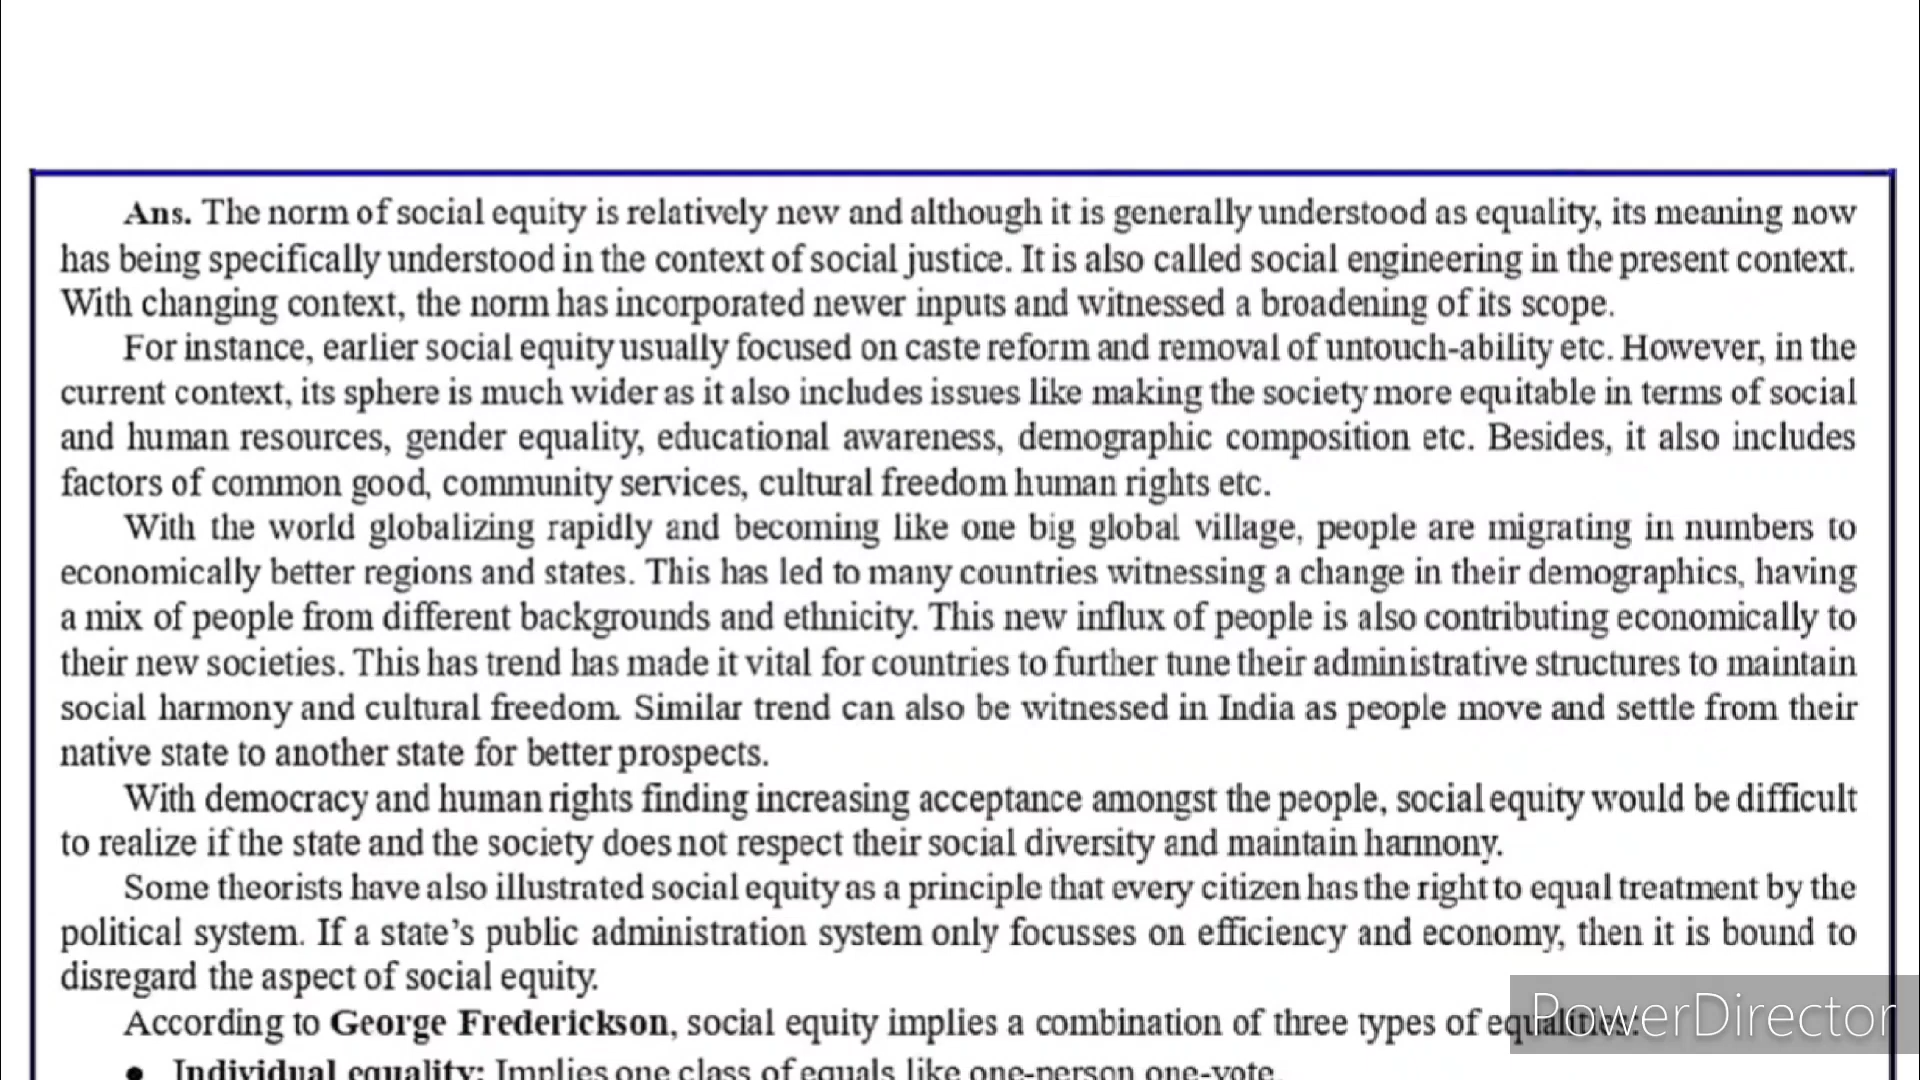 Ans. The norm of social equity is relatively new and although it is generally understood as equality, its meaning now
has being specifically understood in the context of social justice. It is also called social engineering in the present context.
With changing context, the norm has incorporated newer inputs and witnessed a broadening of its scope.
For instance, earlier social equity usually focused on caste reform and removal of untouch-ability etc. However, in the
current context, its sphere is much wider as it also includes issues like making the society more equitable in terms of social
and human resources, gender equality, educational awareness, demographic composition etc. Besides, it also includes
factors of common good, community services, cultural freedom human rights etc.
With the world globalizing rapidly and becoming like one big global village, people are migrating in numbers to
economically better regions and states. This has led to many countries witnessing a change in their demographics, having
a mix of people from different backgrounds and ethnicity. This new influx of people is also contributing economically to
their new societies. This has trend has made it vital for countries to further tune their administrative structures to maintain
social harmony and cultural freedom. Similar trend can also be witnessed in India as people move and settle from their
native state to another state for better prospects.
With democracy and human rights finding increasing acceptance amongst the people, social equity would be difficult
to realize if the state and the society does not respect their social diversity and maintain harmony.
Some theorists have also illustrated social equity as a principle that every citizen has the right to equal treatment by the
political system. If a state's public administration system only focusses on efficiency and economy, then it is bound to
disregard the aspect of social equity.
According to George Frederickson, social equity implies a combination of three types of equalities:
PowerDirector
• Individual equality: Implies one class of equals like one-person one-vote.